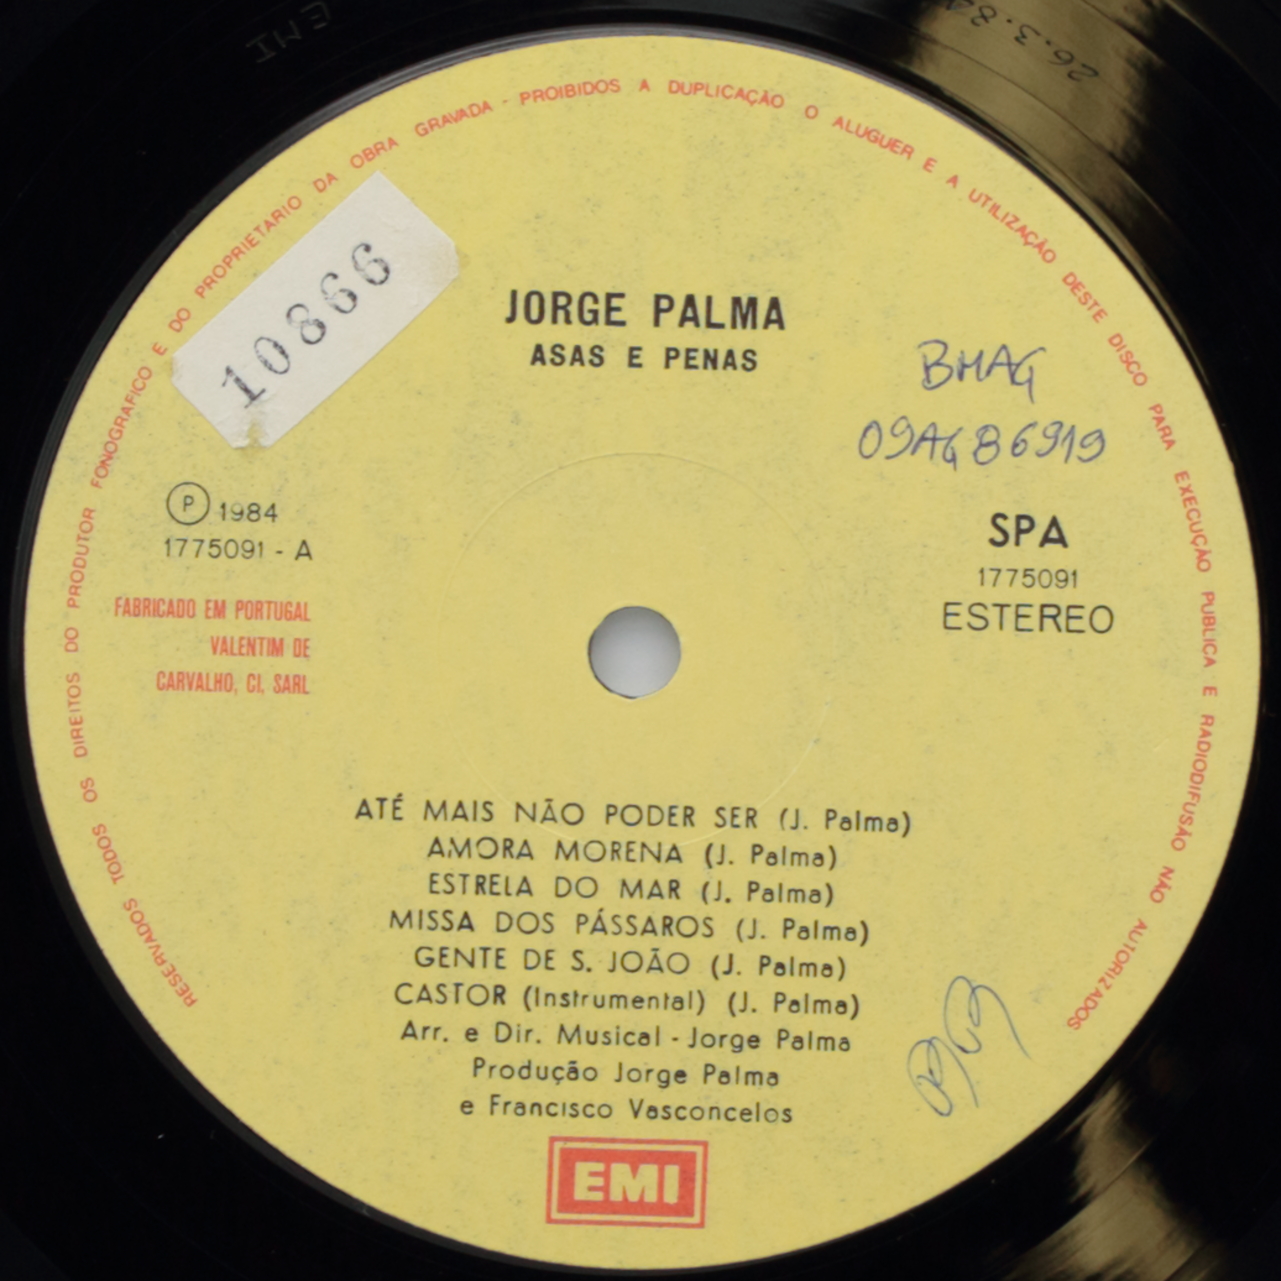 EMI
26.3.84
RESERVADOS TODOS OS DIREITOS DO PRODUTOR FONOGRAFICO E DO PROPRIETARIO DA OBRA GRAVADA - PROIBIDOS A DUPLICAÇÃO O ALUGUER E A UTILIZAÇÃO DESTE DISCO PARA EXECUÇÃO PUBLICA E RADIODIFUSÃO NÃO AUTORIZADOS
10866
JORGE PALMA
ASAS E PENAS
BMAG
09AG86919
P 1984
1775091 - A
FABRICADO EM PORTUGAL
VALENTIM DE
CARVALHO, CI, SARL
SPA
1775091
ESTEREO
ATÉ MAIS NÃO PODER SER (J. Palma)
AMORA MORENA (J. Palma)
ESTRELA DO MAR (J. Palma)
MISSA DOS PÁSSAROS (J. Palma)
GENTE DE S. JOÃO (J. Palma)
CASTOR (Instrumental) (J. Palma)
Arr. e Dir. Musical - Jorge Palma
Produção Jorge Palma
e Francisco Vasconcelos
EMI